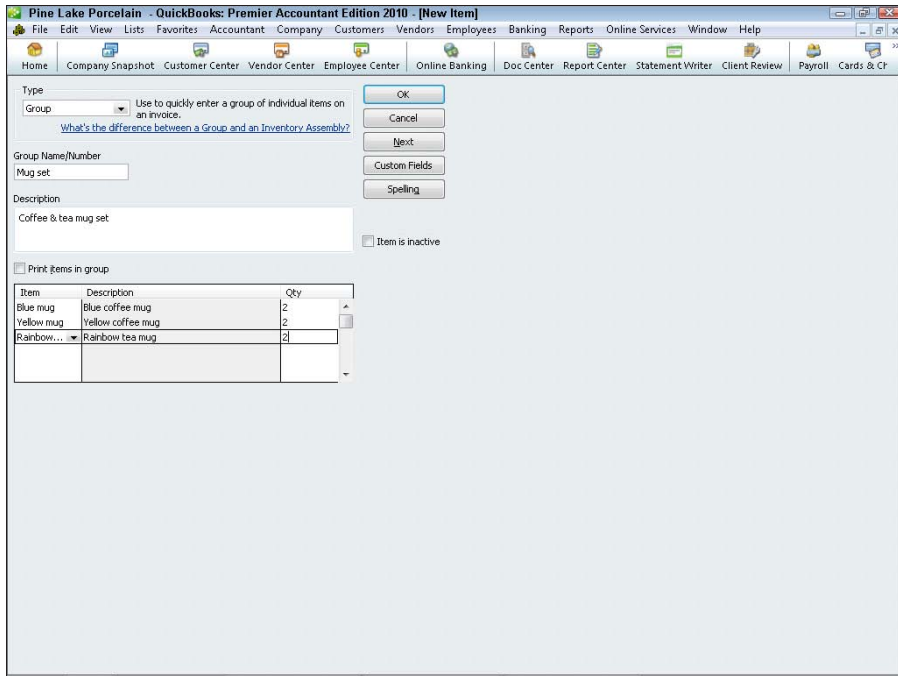 Pine Lake Porcelain - QuickBooks: Premier Accountant Edition 2010 - [New Item]
File Edit View Lists Favorites Accountant Company Customers Vendors Employees Banking Reports Online Services Window Help
Home Company Snapshot Customer Center Vendor Center Employee Center Online Banking Doc Center Report Center Statement Writer Client Review Payroll Cards & Ch
Type
Group
Use to quickly enter a group of individual items on
an invoice.
What's the difference between a Group and an Inventory Assembly?
OK
Cancel
Next
Custom Fields
Spelling
Item is inactive
Group Name/Number
Mug set
Description
Coffee & tea mug set
Print items in group
Item Description Qty
Blue mug Blue coffee mug 2
Yellow mug Yellow coffee mug 2
Rainbow... Rainbow tea mug 2